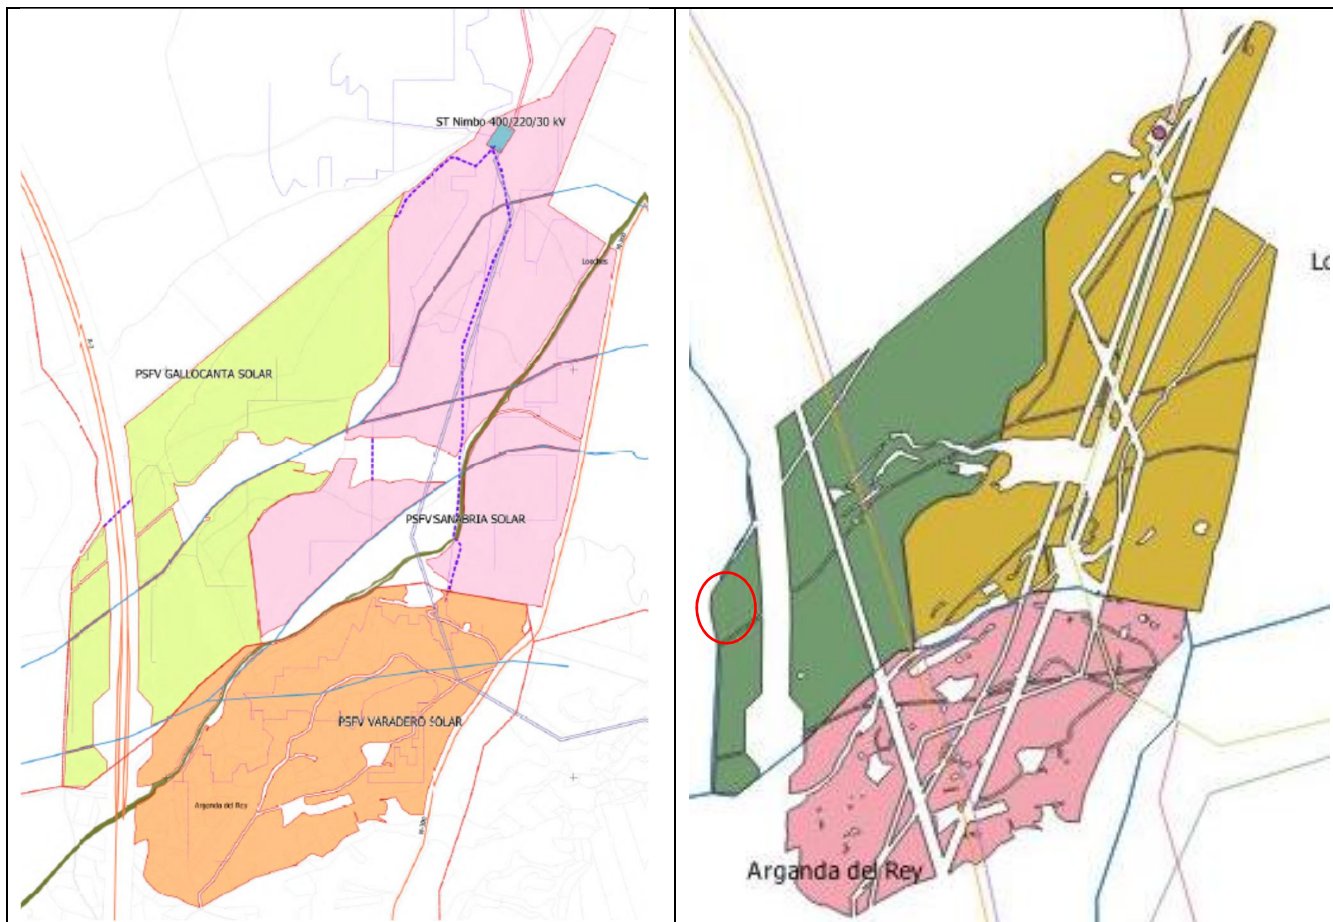 ST Nimbo 400/220/30 kV
Loeches
PSFV GALLOCANTA SOLAR
PSFV SANABRIA SOLAR
PSFV VARADERO SOLAR
Arganda del Rey
Lo
Arganda del Rey